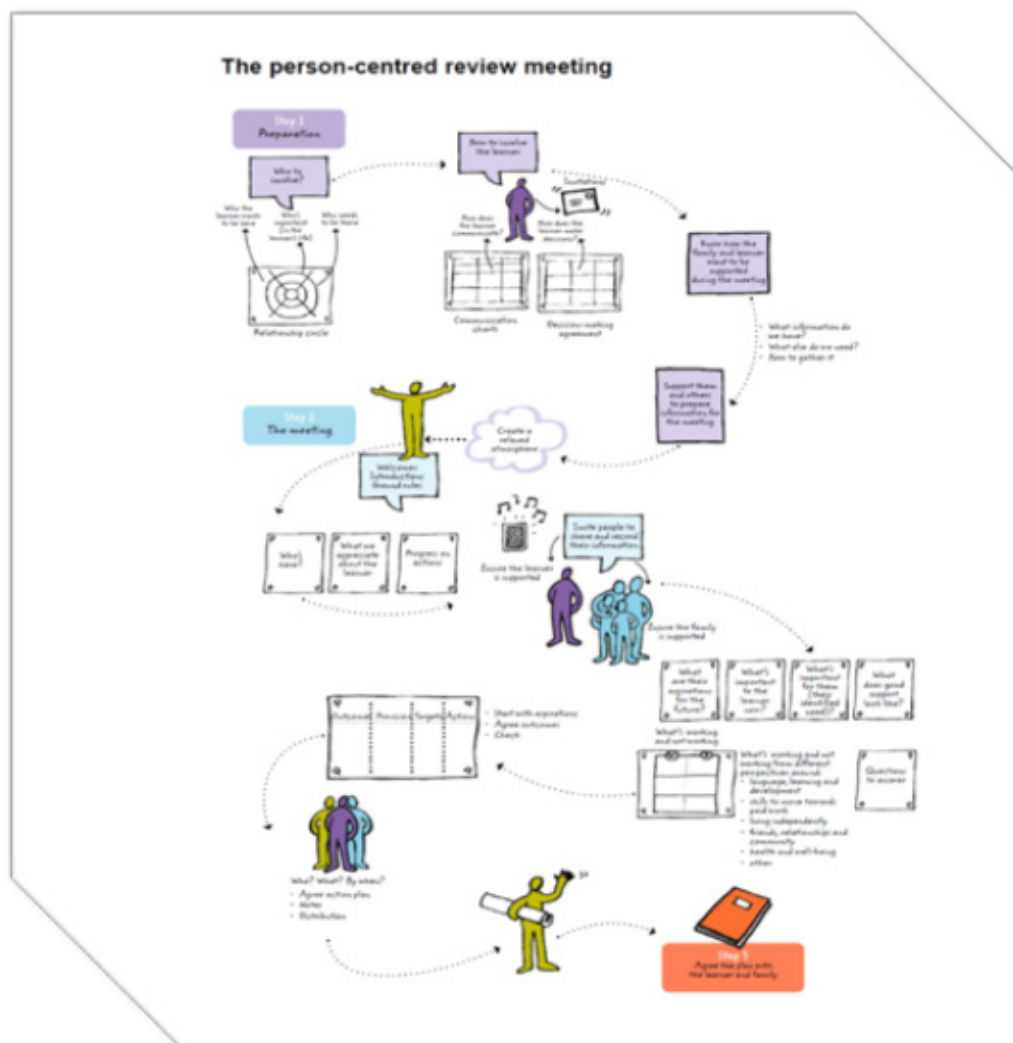 The person-centred review meeting
Step 1
Preparation
Who to
involve?
Who the
learner wants
to be there
Who's
important
(in the
learner's life)
Who needs
to be there
Relationship circle
How to involve
the learner
Invitations!
How does
the learner
communicate?
How does the
learner make
decisions?
Communication
charts
Decision-making
agreement
Know how the
family and learner
want to be
supported
during the meeting
• What information do
we have?
• What else do we need?
• How to gather it
Support them
and others
to prepare
information for
the meeting
Create a
relaxed
atmosphere
Step 2
The meeting
Welcomes
Introductions
Ground rules
Who's
here?
What we
appreciate
about the
learner
Progress on
actions
Ensure the learner
is supported
Invite people to
share and record
their information
Ensure the family
is supported
What
are their
aspirations
for the
future?
What's
important
to the
learner
now?
What's
important
for them
(their
identified
need)?
What
does good
support
look like?
What's working
and not working
What's working and not
working from different
perspectives around:
• language, learning and
development
• skills to move towards
paid work
• living independently
• friends, relationships and
community
• health and well-being
• other
Questions
to answer
Outcomes Provision Targets Actions
• Start with aspirations
• Agree outcomes
• Check
Who? What? By when?
• Agree action plan
• Notes
• Distribution
Agree the plan with
the learner and family